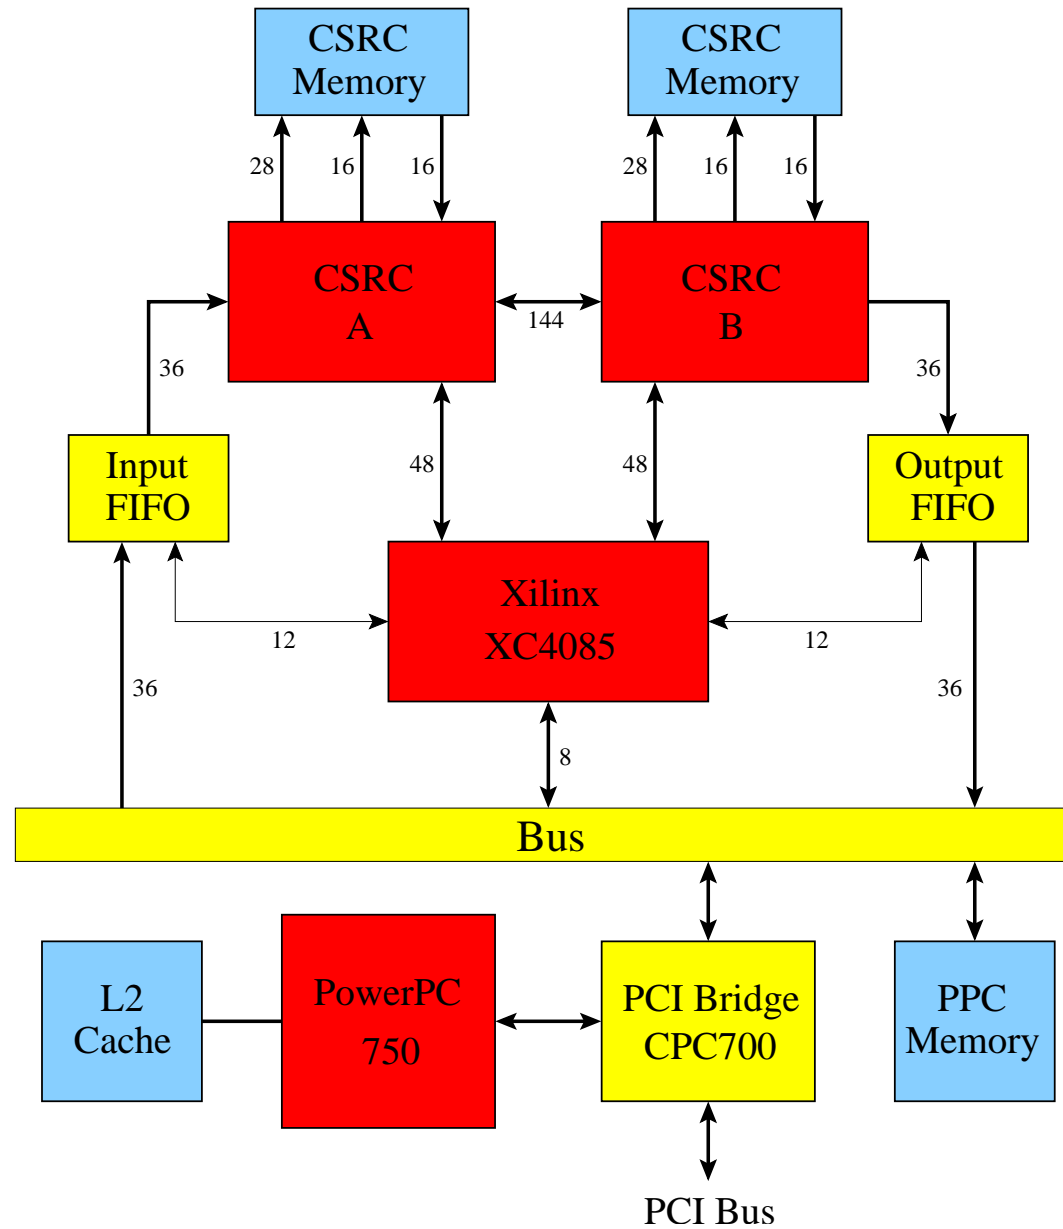 CSRC
Memory
CSRC
Memory
28
16
16
28
16
16
CSRC
A
144
CSRC
B
36
36
48
48
Input
FIFO
Output
FIFO
Xilinx
XC4085
12
12
36
36
8
Bus
L2
Cache
PowerPC
750
PCI Bridge
CPC700
PPC
Memory
PCI Bus